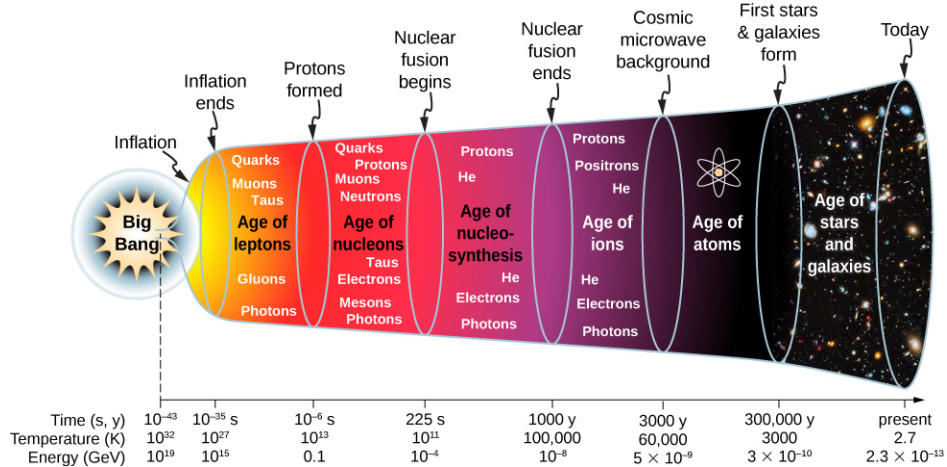 Inflation
Inflation
ends
Protons
formed
Nuclear
fusion
begins
Nuclear
fusion
ends
Cosmic
microwave
background
First stars
& galaxies
form
Today
Big
Bang
Quarks
Muons
Taus
Age of
leptons
Gluons
Photons
Quarks
Protons
Muons
Neutrons
Age of
nucleons
Taus
Electrons
Mesons
Photons
Protons
He
Age of
nucleo-
synthesis
He
Electrons
Photons
Protons
Positrons
He
Age of
ions
He
Electrons
Photons
Age of
atoms
Age of
stars
and
galaxies
Time (s, y) 10⁻⁴³ 10⁻³⁵ s 10⁻⁶ s 225 s 1000 y 3000 y 300,000 y present
Temperature (K) 10³² 10²⁷ 10¹³ 10¹¹ 100,000 60,000 3000 2.7
Energy (GeV) 10¹⁹ 10¹⁵ 0.1 10⁻⁴ 10⁻⁸ 5 × 10⁻⁹ 3 × 10⁻¹⁰ 2.3 × 10⁻¹³